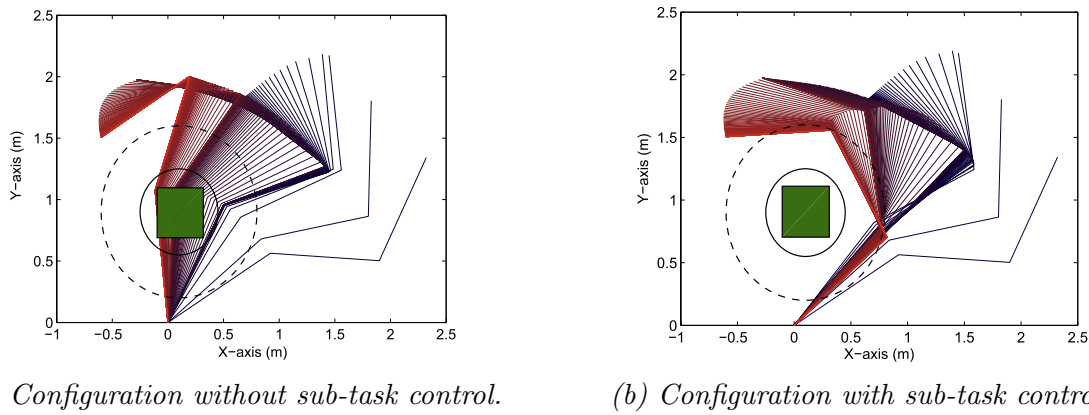 2.5
2
1.5
1
0.5
0
Y−axis (m)
−1 −0.5 0 0.5 1 1.5 2 2.5
X−axis (m)
Configuration without sub-task control.
2.5
2
1.5
1
0.5
0
Y−axis (m)
−1 −0.5 0 0.5 1 1.5 2 2.5
X−axis (m)
(b) Configuration with sub-task contro